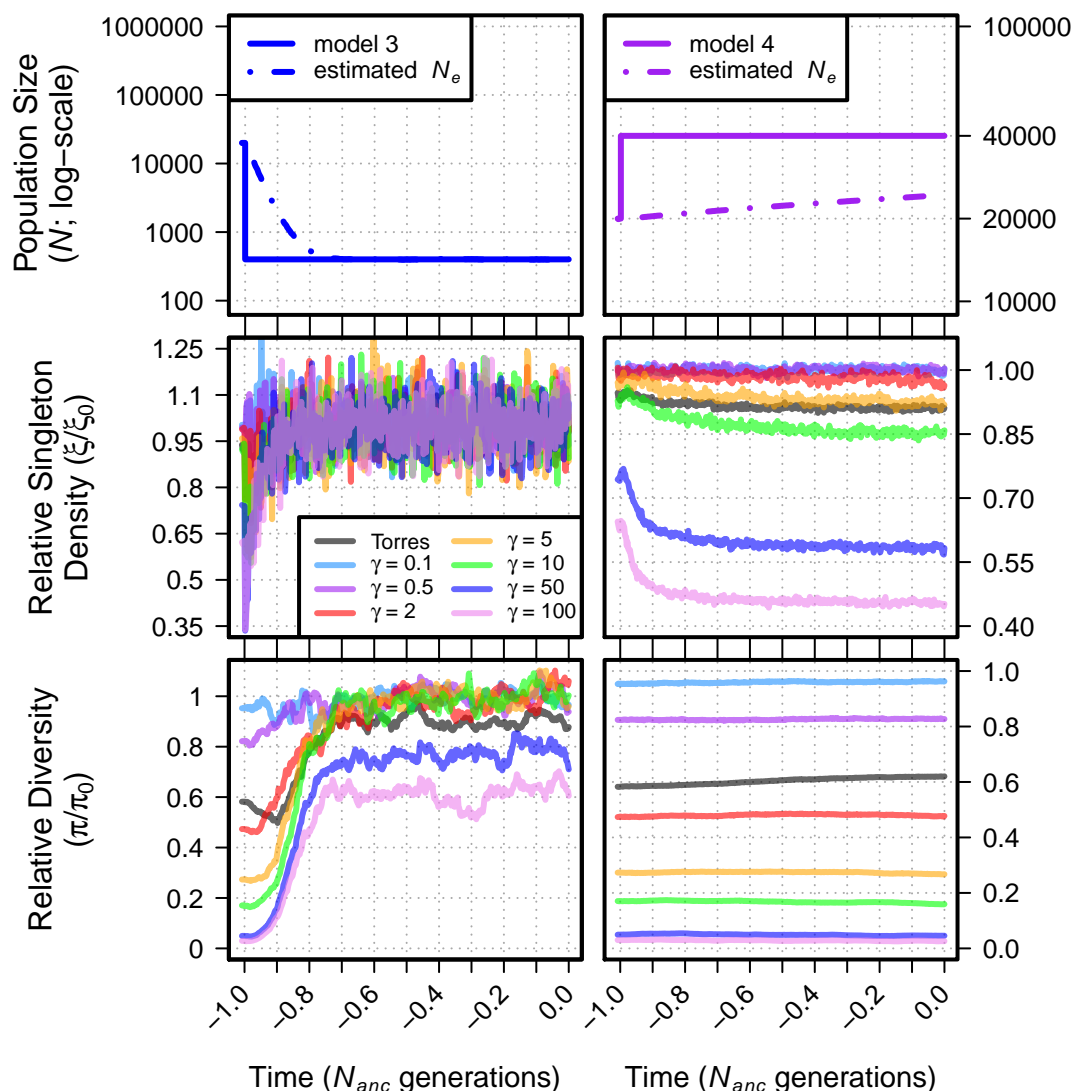 Population Size
(N; log−scale)
1000000
100000
10000
1000
100
model 3
estimated Ne
model 4
estimated Ne
100000
40000
20000
10000
Relative Singleton
Density (ξ/ξ0)
1.25
1.1
0.95
0.8
0.65
0.5
0.35
Torres
γ = 0.1
γ = 0.5
γ = 2
γ = 5
γ = 10
γ = 50
γ = 100
1.00
0.85
0.70
0.55
0.40
Relative Diversity
(π/π0)
1
0.8
0.6
0.4
0.2
0
1.0
0.8
0.6
0.4
0.2
0.0
−1.0
−0.8
−0.6
−0.4
−0.2
0.0
−1.0
−0.8
−0.6
−0.4
−0.2
0.0
Time (Nanc generations)
Time (Nanc generations)